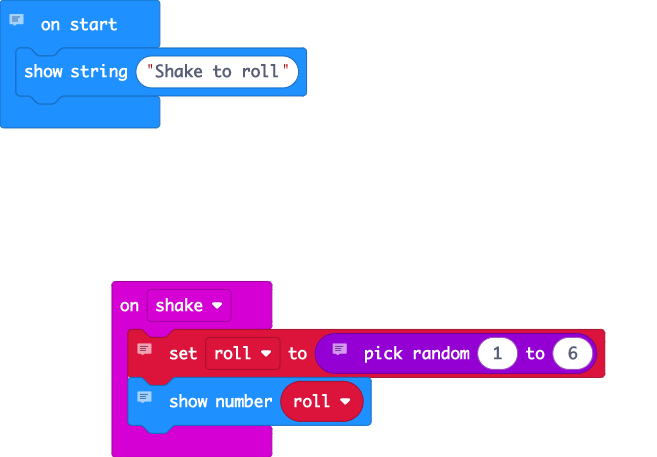 on start
show string "Shake to roll"
on shake
set roll to pick random 1 to 6
show number roll